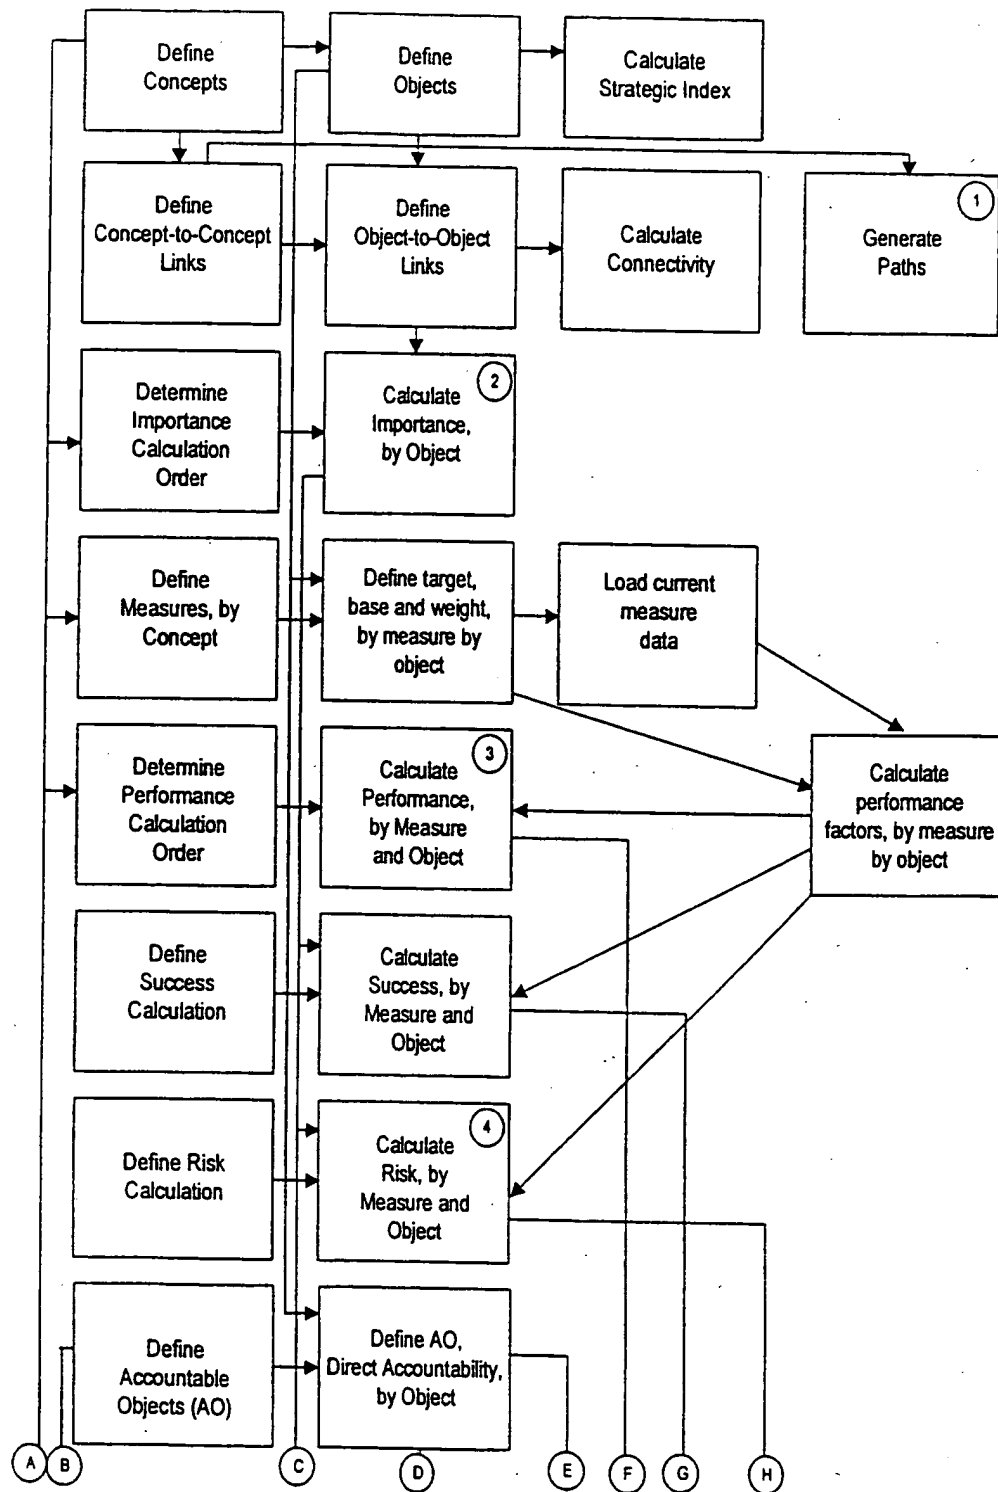 Define
Concepts
Define
Objects
Calculate
Strategic Index
Define
Concept-to-Concept
Links
Define
Object-to-Object
Links
Calculate
Connectivity
1
Generate
Paths
Determine
Importance
Calculation
Order
2
Calculate
Importance,
by Object
Define
Measures, by
Concept
Define target,
base and weight,
by measure by
object
Load current
measure
data
Determine
Performance
Calculation
Order
3
Calculate
Performance,
by Measure
and Object
Calculate
performance
factors, by measure
by object
Define
Success
Calculation
Calculate
Success, by
Measure and
Object
Define Risk
Calculation
4
Calculate
Risk, by
Measure and
Object
Define
Accountable
Objects (AO)
Define AO,
Direct Accountability,
by Object
A B C D E F G H